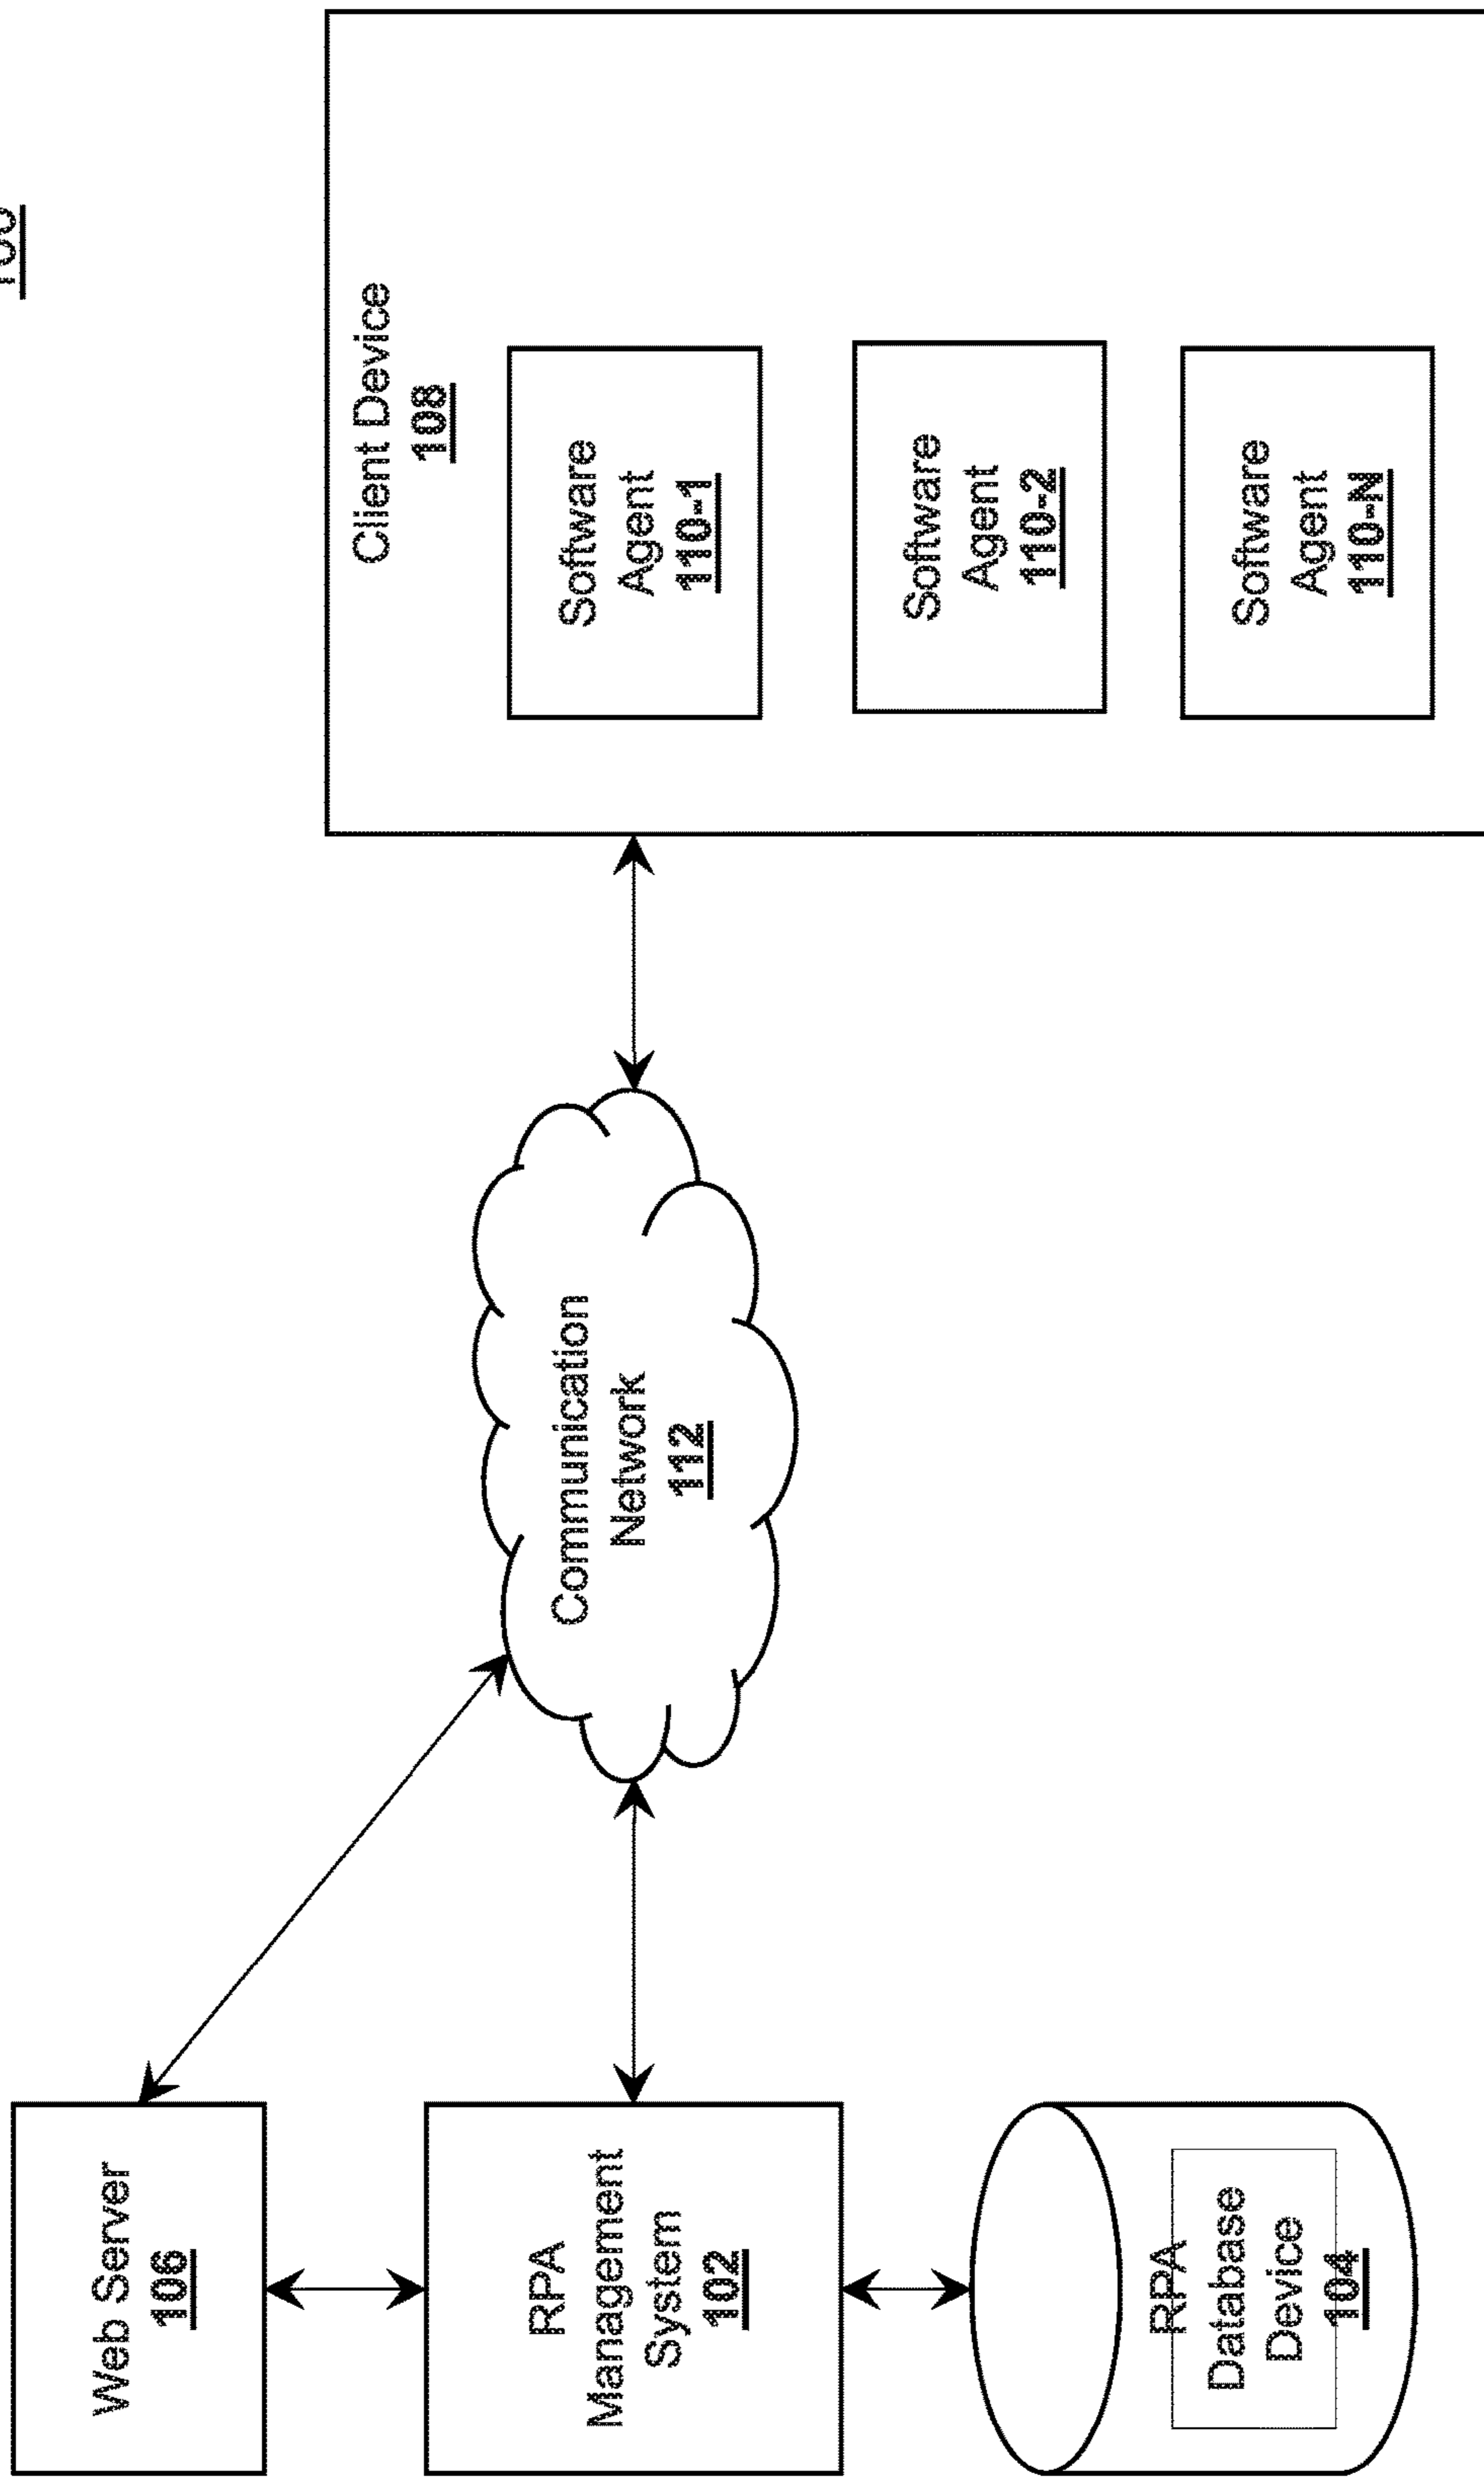 Web Server
106
RPA
Management
System
102
RPA
Database
Device
104
Communication
Network
112
Client Device
108
Software
Agent
110-1
Software
Agent
110-2
Software
Agent
110-N